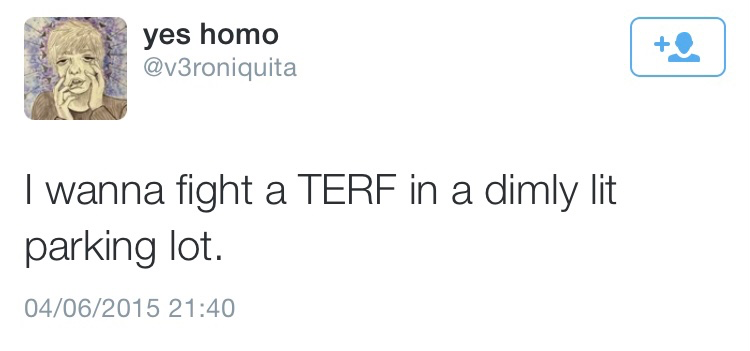 yes homo
@v3roniquita
I wanna fight a TERF in a dimly lit
parking lot.
04/06/2015 21:40